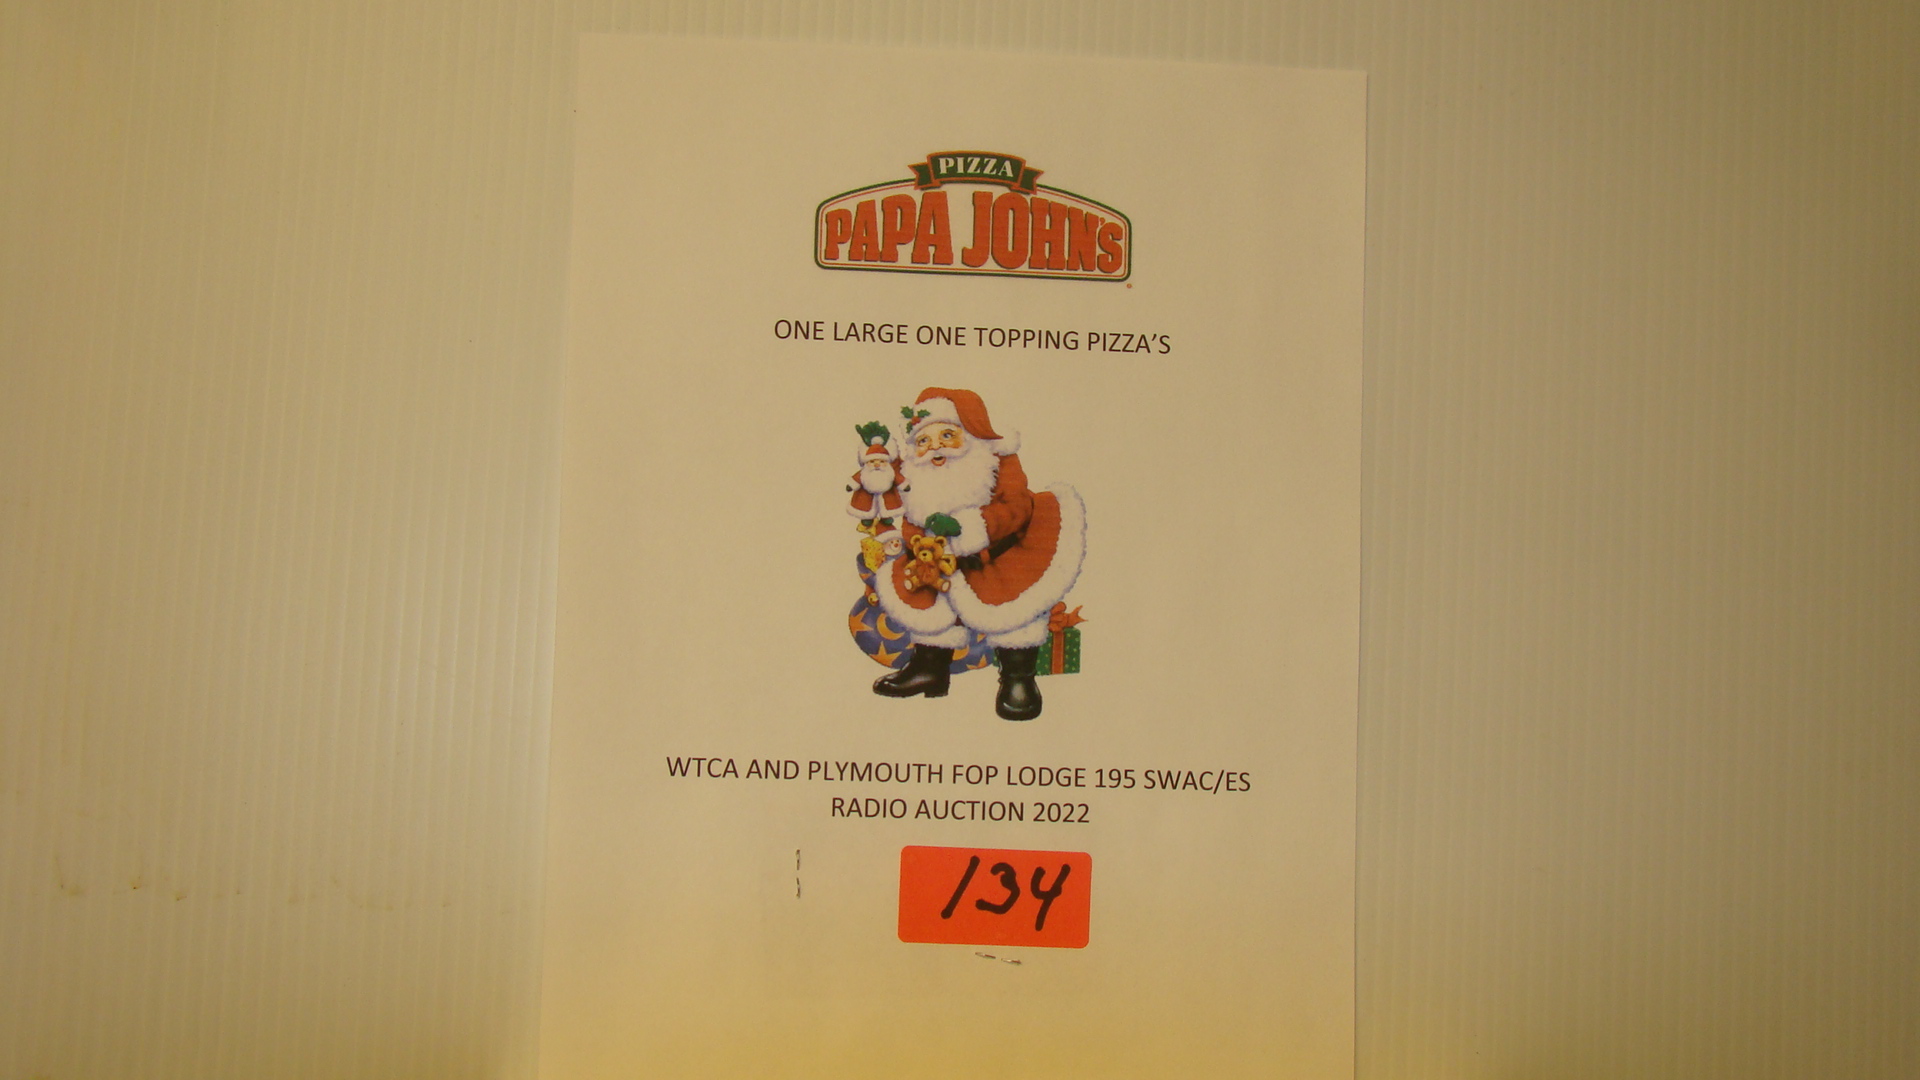 PIZZA
PAPA JOHN'S
ONE LARGE ONE TOPPING PIZZA’S
WTCA AND PLYMOUTH FOP LODGE 195 SWAC/ES
RADIO AUCTION 2022
134